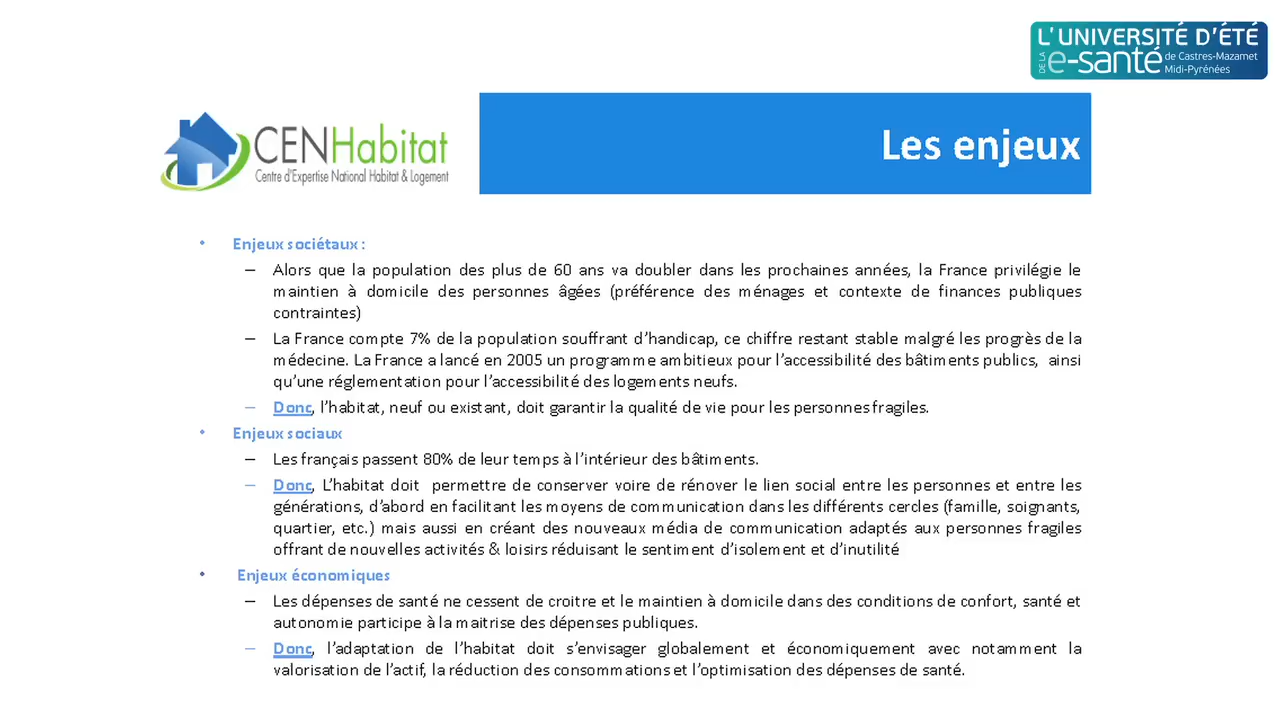 L'UNIVERSITÉ D'ÉTÉ
DE LA e-santé de Castres-Mazamet
Midi-Pyrénées
CENHabitat
Centre d'Expertise National Habitat & Logement
Les enjeux
• Enjeux sociétaux :
– Alors que la population des plus de 60 ans va doubler dans les prochaines années, la France privilégie le
maintien à domicile des personnes âgées (préférence des ménages et contexte de finances publiques
contraintes)
– La France compte 7% de la population souffrant d'handicap, ce chiffre restant stable malgré les progrès de la
médecine. La France a lancé en 2005 un programme ambitieux pour l'accessibilité des bâtiments publics, ainsi
qu'une réglementation pour l'accessibilité des logements neufs.
– Donc, l'habitat, neuf ou existant, doit garantir la qualité de vie pour les personnes fragiles.
• Enjeux sociaux
– Les français passent 80% de leur temps à l'intérieur des bâtiments.
– Donc, L'habitat doit permettre de conserver voire de rénover le lien social entre les personnes et entre les
générations, d'abord en facilitant les moyens de communication dans les différents cercles (famille, soignants,
quartier, etc.) mais aussi en créant des nouveaux média de communication adaptés aux personnes fragiles
offrant de nouvelles activités & loisirs réduisant le sentiment d'isolement et d'inutilité
• Enjeux économiques
– Les dépenses de santé ne cessent de croitre et le maintien à domicile dans des conditions de confort, santé et
autonomie participe à la maitrise des dépenses publiques.
– Donc, l'adaptation de l'habitat doit s'envisager globalement et économiquement avec notamment la
valorisation de l'actif, la réduction des consommations et l'optimisation des dépenses de santé.